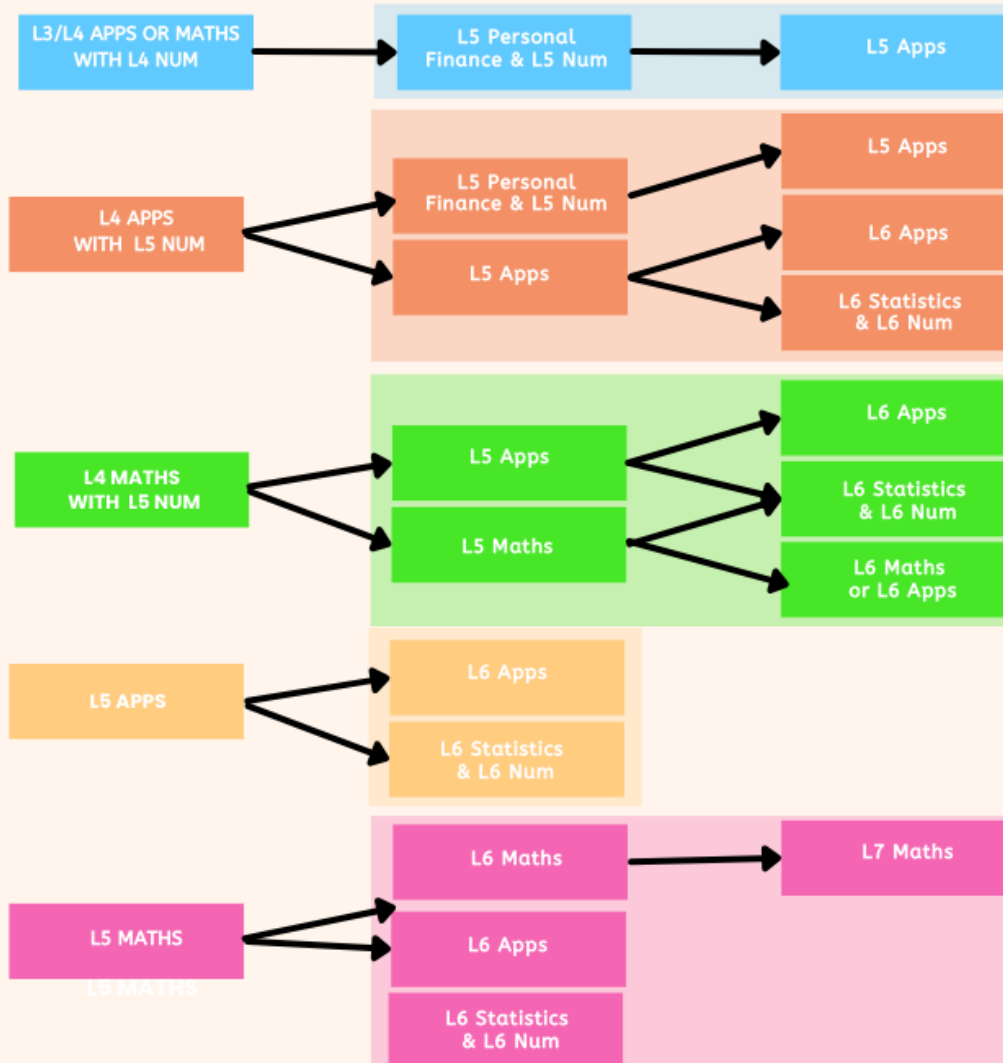 L3/L4 APPS OR MATHS
WITH L4 NUM
L5 Personal
Finance & L5 Num
L5 Apps
L4 APPS
WITH L5 NUM
L5 Personal
Finance & L5 Num
L5 Apps
L5 Apps
L6 Apps
L6 Statistics
& L6 Num
L4 MATHS
WITH L5 NUM
L5 Apps
L5 Maths
L6 Apps
L6 Statistics
& L6 Num
L6 Maths
or L6 Apps
L5 APPS
L6 Apps
L6 Statistics
& L6 Num
L5 MATHS
L5 MATHS
L6 Maths
L6 Apps
L6 Statistics
& L6 Num
L7 Maths